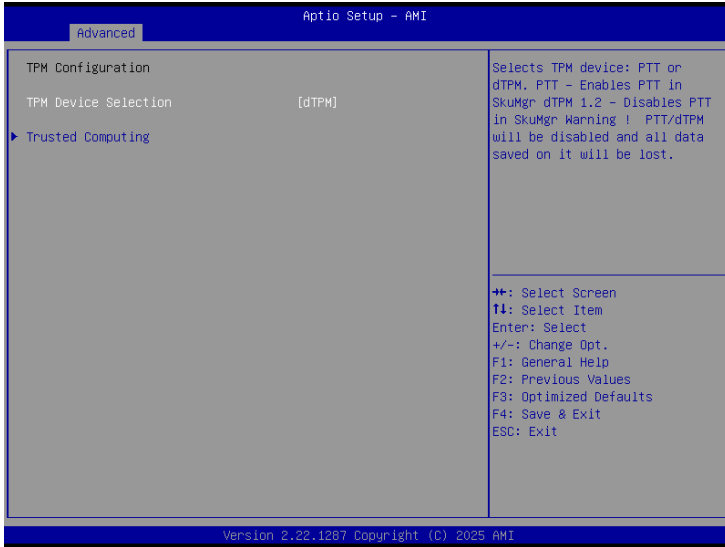 Aptio Setup – AMI
Advanced
TPM Configuration
TPM Device Selection [dTPM]
Trusted Computing
Selects TPM device: PTT or
dTPM. PTT – Enables PTT in
SkuMgr dTPM 1.2 – Disables PTT
in SkuMgr Warning ! PTT/dTPM
will be disabled and all data
saved on it will be lost.
→←: Select Screen
↑↓: Select Item
Enter: Select
+/-: Change Opt.
F1: General Help
F2: Previous Values
F3: Optimized Defaults
F4: Save & Exit
ESC: Exit
Version 2.22.1287 Copyright (C) 2025 AMI